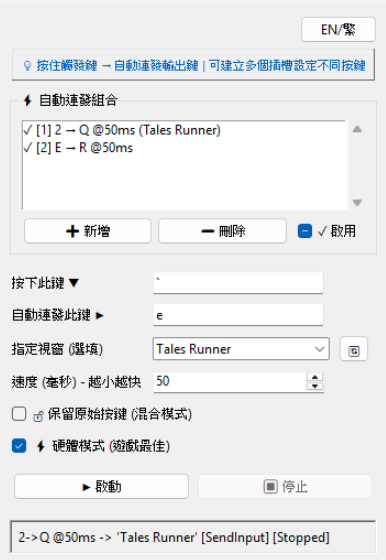 EN/繁
💡 按住觸發鍵 → 自動連發輸出鍵 | 可建立多個插槽設定不同按鍵
⚡ 自動連發組合
✓ [1] 2 → Q @50ms (Tales Runner)
✓ [2] E → R @50ms
➕ 新增
➖ 刪除
✓ 啟用
按下此鍵 ▼
`
自動連發此鍵 ►
e
指定視窗 (選填)
Tales Runner
速度 (毫秒) - 越小越快
50
🔓 保留原始按鍵 (混合模式)
⚡ 硬體模式 (遊戲最佳)
► 啟動
停止
2->Q @50ms -> 'Tales Runner' [SendInput] [Stopped]